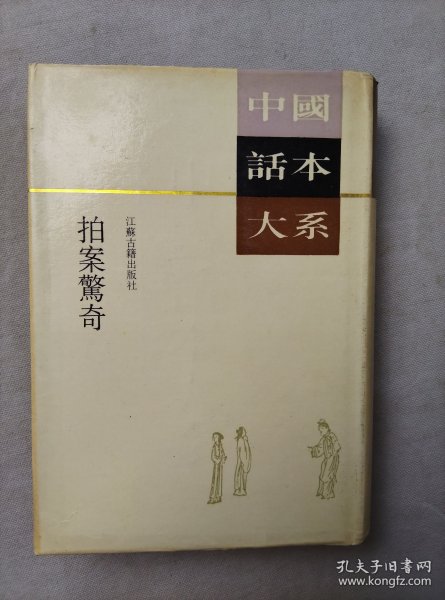 中國
話本
大系
江蘇古籍出版社
拍案驚奇
孔夫子旧书网
www.kongfz.com